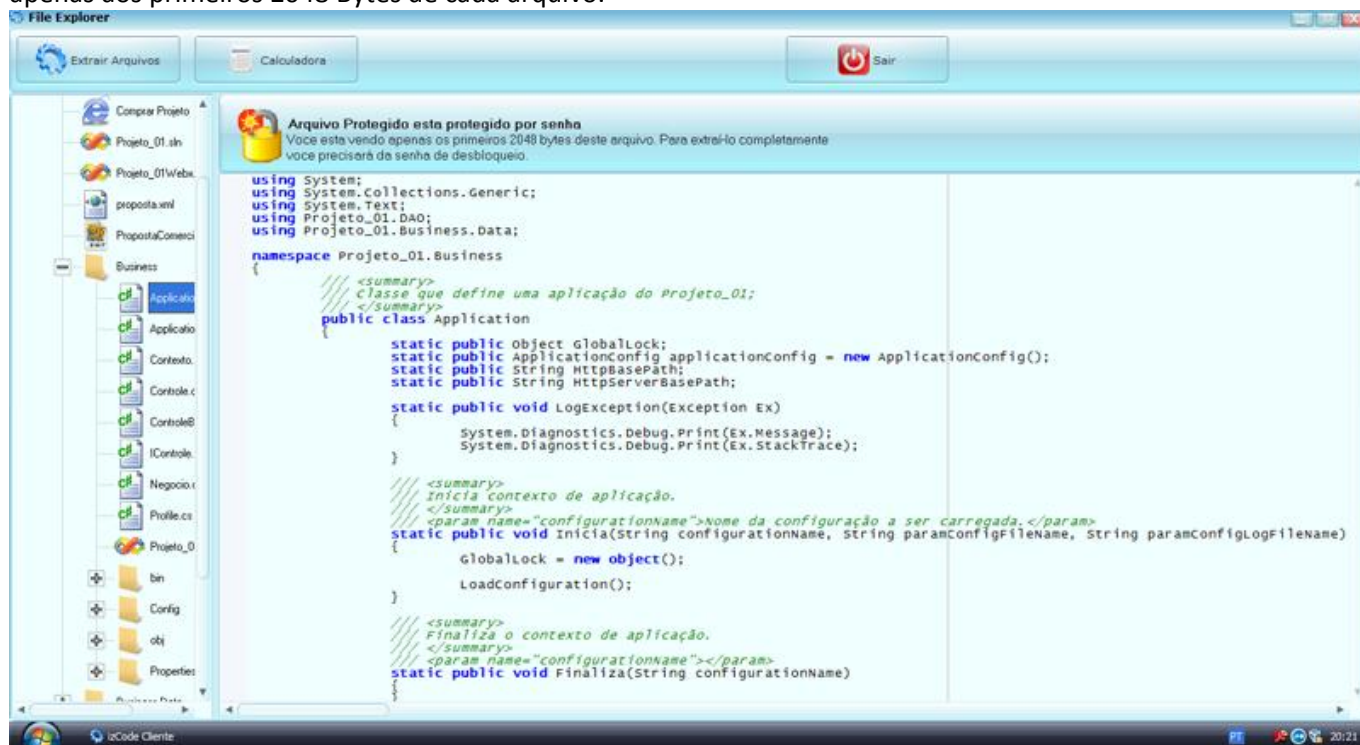 apenas aos primeiros 2048 Bytes de cada arquivo.
File Explorer
Extrair Arquivos
Calculadora
Sair
Comprar Projeto
Projeto_01.sln
Projeto_01Webx
proposta.xml
PropostaComerci
Business
Applicatio
Applicatio
Contexto.
Controle.c
ControleB
IControle.
Negocio.c
Profile.cs
Projeto_0
bin
Config
obj
Properties
Business Data
Arquivo Protegido esta protegido por senha
Voce esta vendo apenas os primeiros 2048 bytes deste arquivo. Para extraí-lo completamente
voce precisará da senha de desbloqueio.
using System;
using System.Collections.Generic;
using System.Text;
using Projeto_01.DAO;
using Projeto_01.Business.Data;
namespace Projeto_01.Business
{
/// <summary>
/// Classe que define uma aplicação do Projeto_01;
/// </summary>
public class Application
{
static public Object GlobalLock;
static public ApplicationConfig applicationConfig = new ApplicationConfig();
static public String HttpBasePath;
static public String HttpServerBasePath;
static public void LogException(Exception Ex)
{
System.Diagnostics.Debug.Print(Ex.Message);
System.Diagnostics.Debug.Print(Ex.StackTrace);
}
/// <summary>
/// Inicia contexto de aplicação.
/// </summary>
/// <param name="configurationName">Nome da configuração a ser carregada.</param>
static public void Inicia(String configurationName, String paramConfigFileName, String paramConfigLogFileName)
{
GlobalLock = new object();
LoadConfiguration();
}
/// <summary>
/// Finaliza o contexto de aplicação.
/// </summary>
/// <param name="configurationName"></param>
static public void Finaliza(String configurationName)
{
}
izCode Cliente
PT
20:21